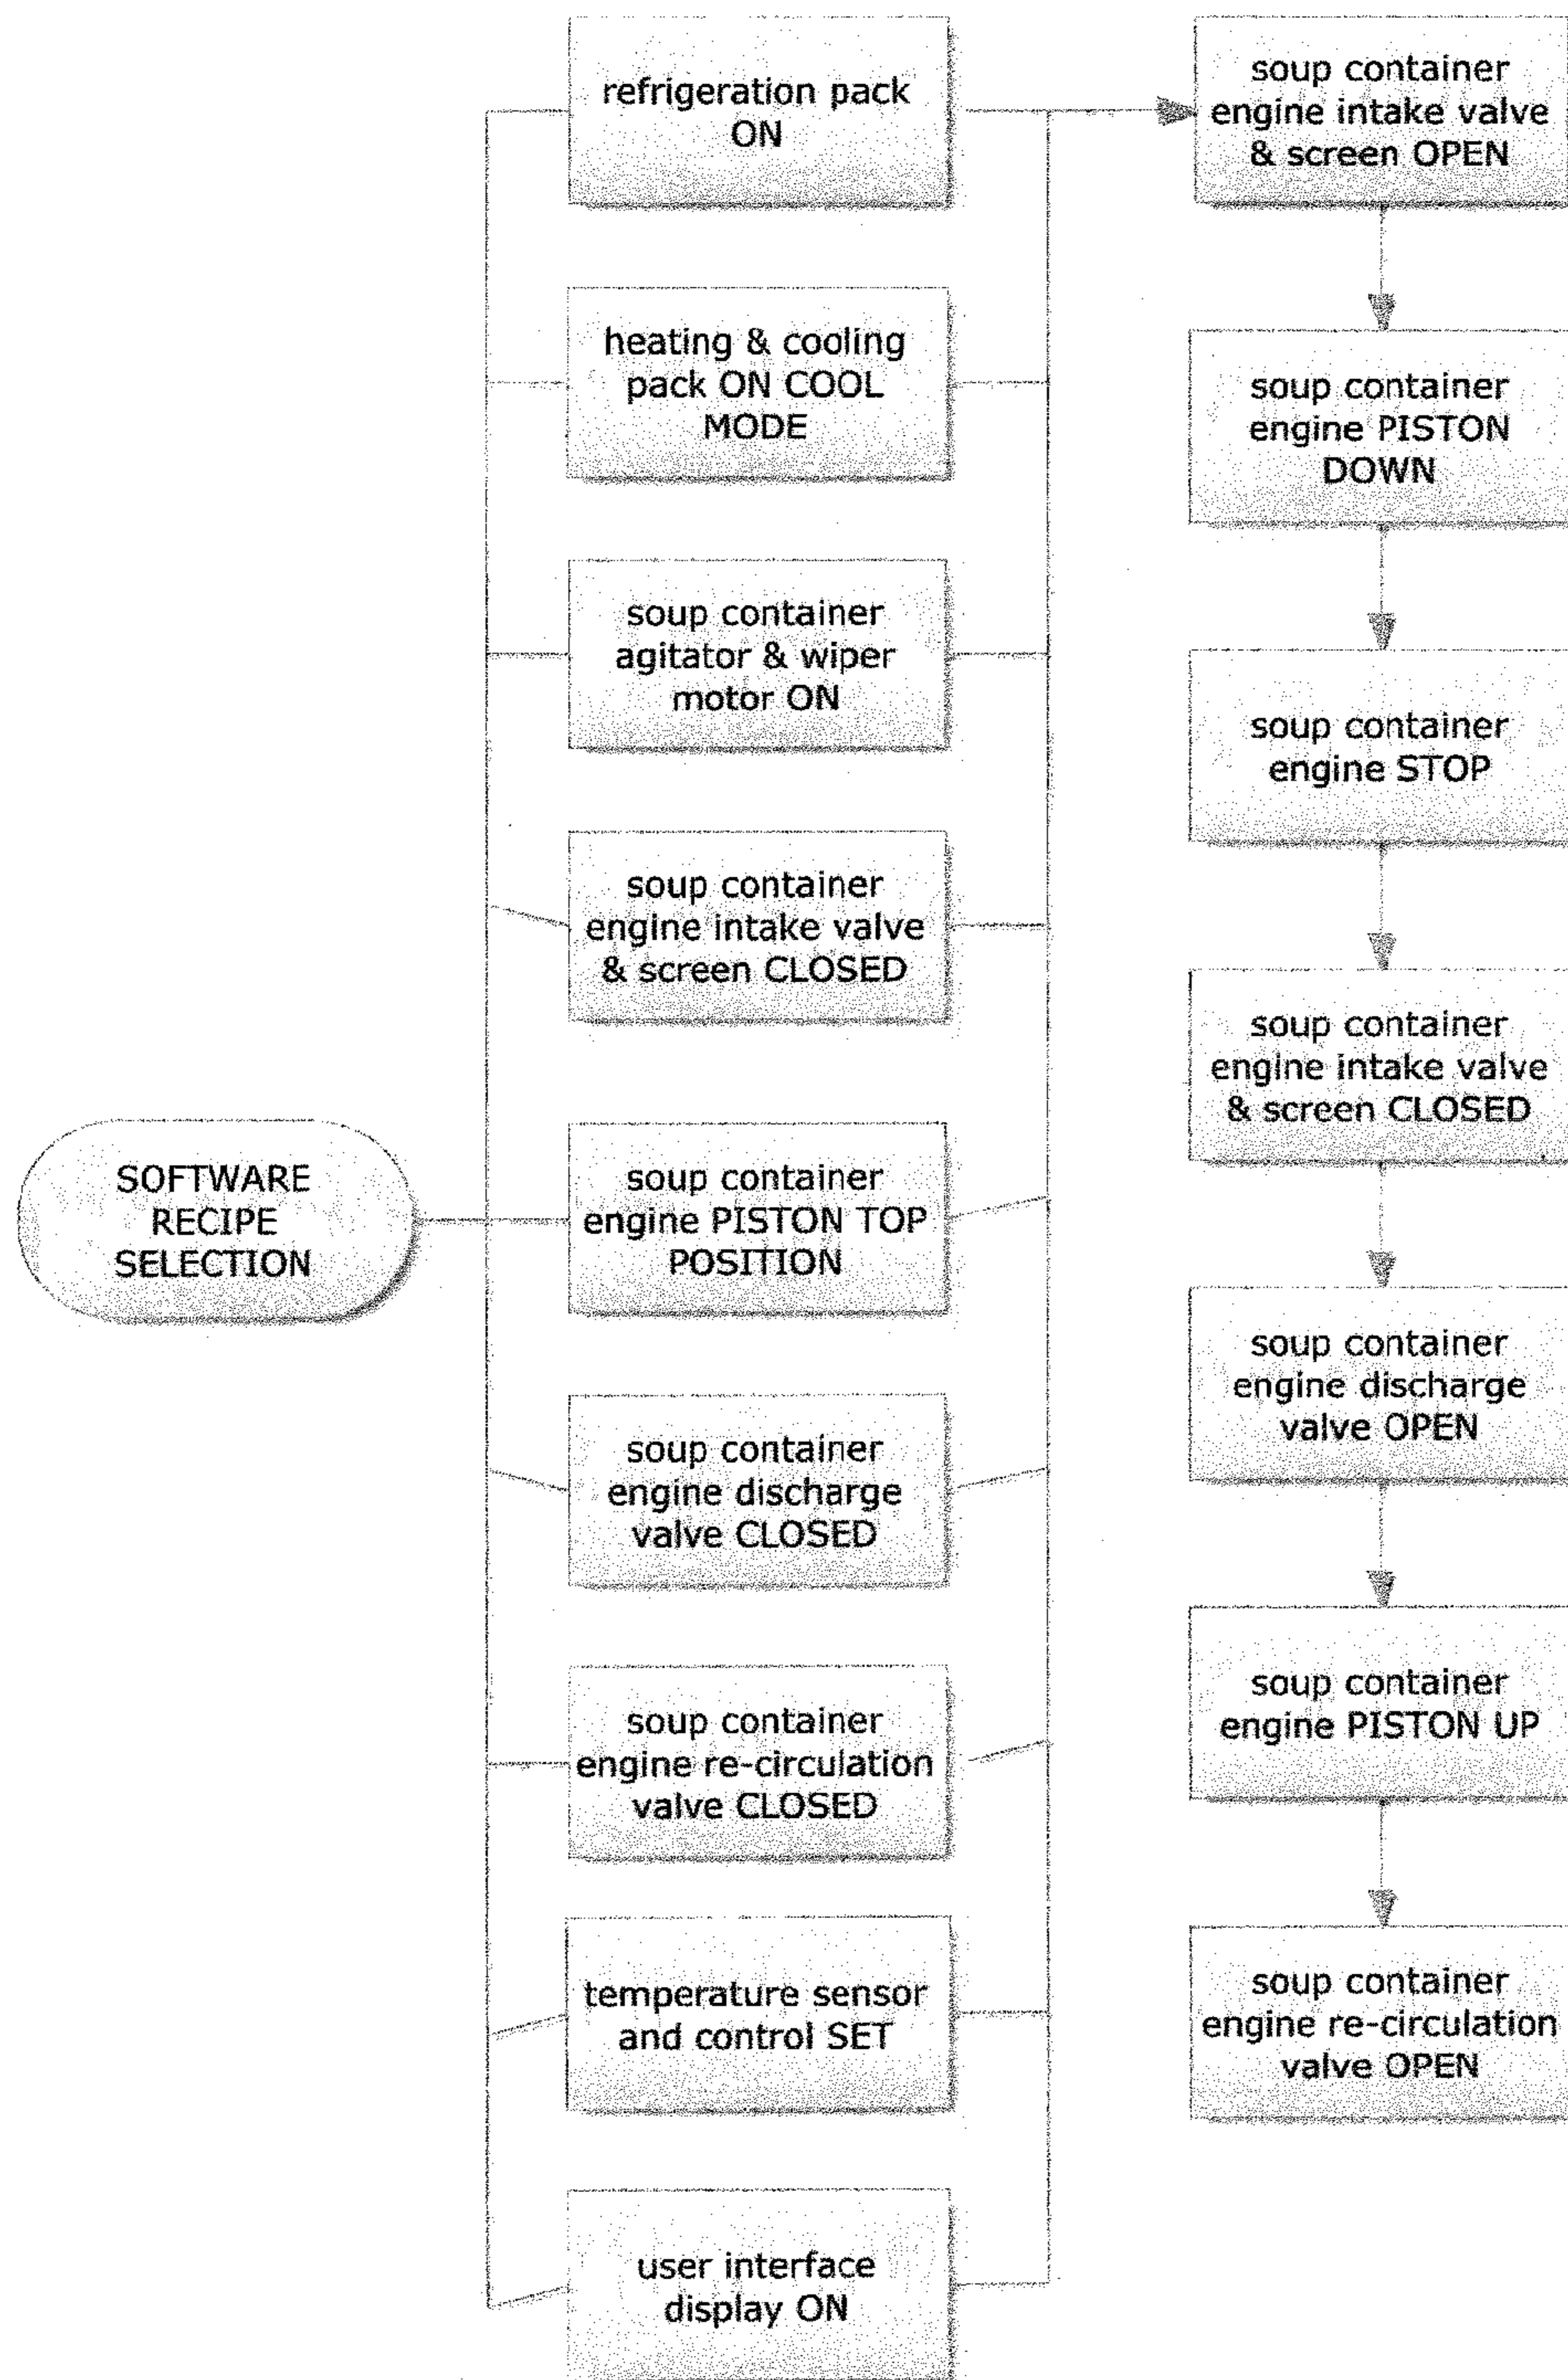 SOFTWARE
RECIPE
SELECTION
refrigeration pack
ON
heating & cooling
pack ON COOL
MODE
soup container
agitator & wiper
motor ON
soup container
engine intake valve
& screen CLOSED
soup container
engine PISTON TOP
POSITION
soup container
engine discharge
valve CLOSED
soup container
engine re-circulation
valve CLOSED
temperature sensor
and control SET
user interface
display ON
soup container
engine intake valve
& screen OPEN
soup container
engine PISTON
DOWN
soup container
engine STOP
soup container
engine intake valve
& screen CLOSED
soup container
engine discharge
valve OPEN
soup container
engine PISTON UP
soup container
engine re-circulation
valve OPEN